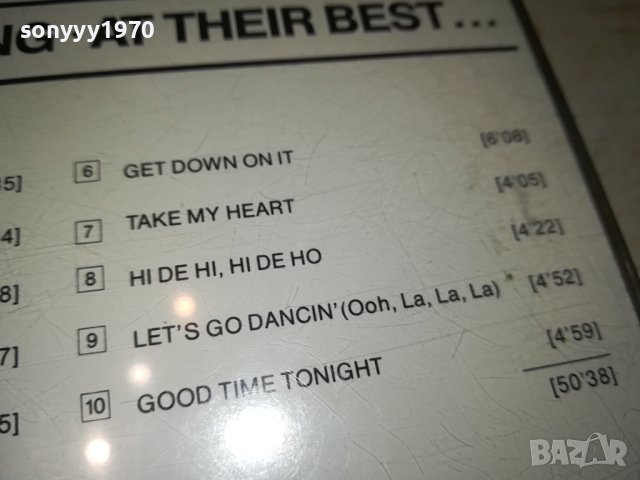 sonyyy1970
NG" AT THEIR BEST...
35]
6 GET DOWN ON IT [6'08]
4] 7 TAKE MY HEART [4'05]
8] 8 HI DE HI, HI DE HO [4'22]
7] 9 LET'S GO DANCIN' (Ooh, La, La, La) [4'52]
5] 10 GOOD TIME TONIGHT [4'59]
[50'38]
BAZAR